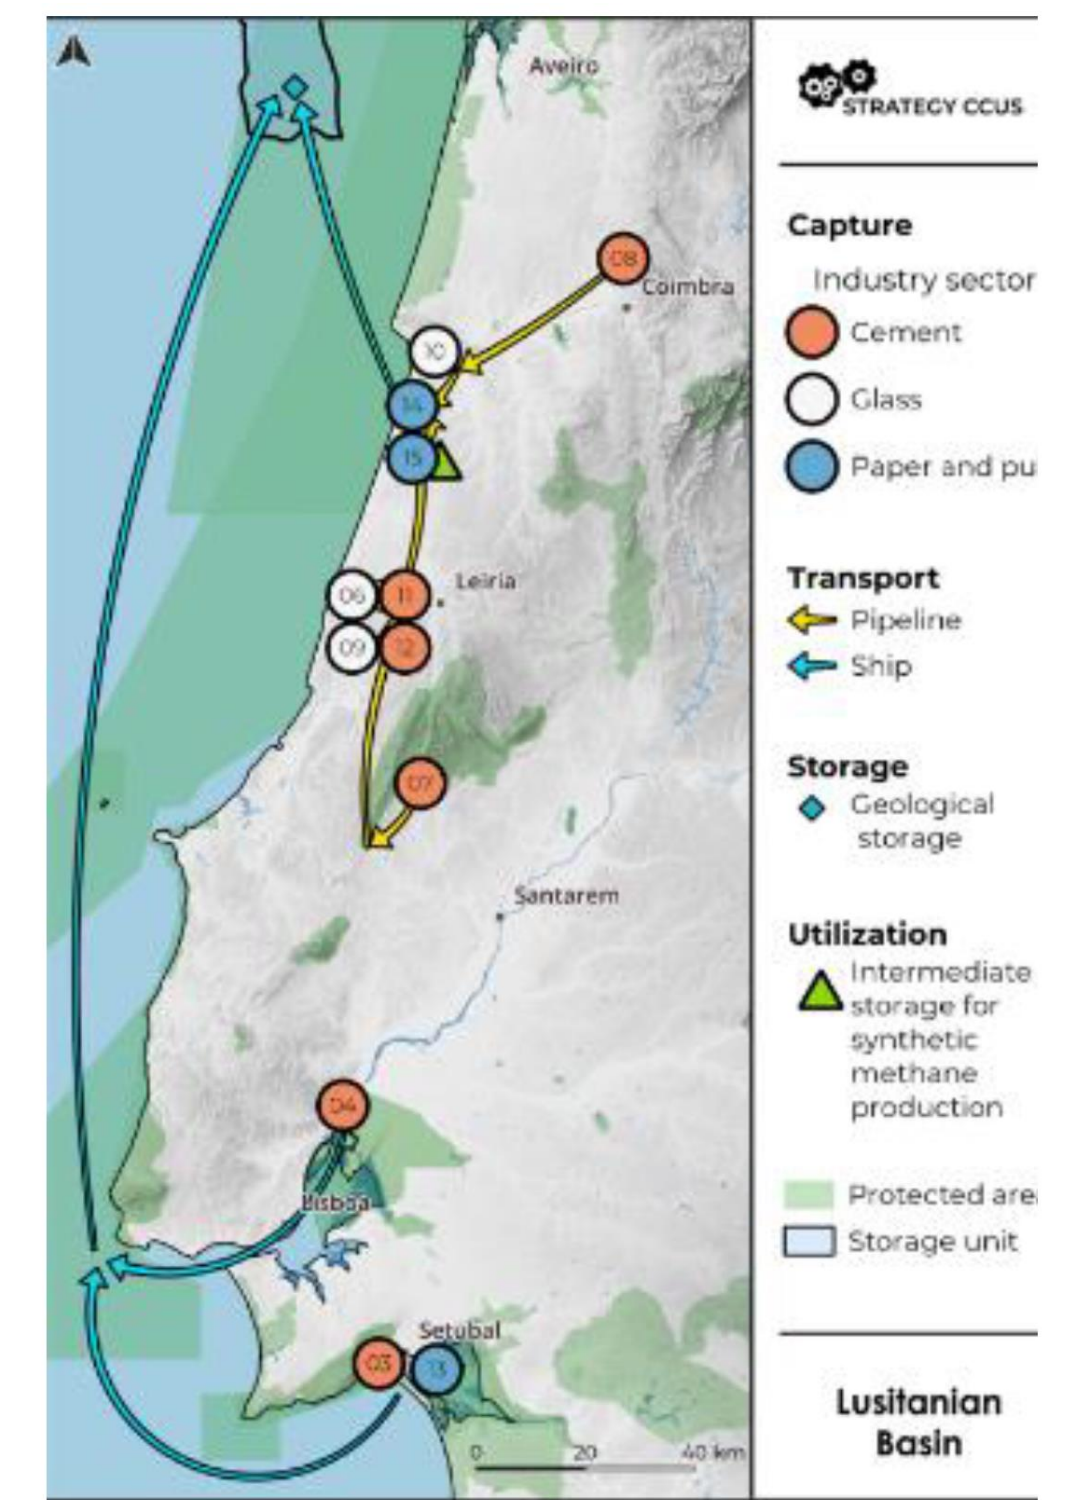 Aveiro
STRATEGY CCUS
Capture
08
Industry sector
Coimbra
Cement
10
14
Glass
15
Paper and pu
Transport
Leiria
06
11
Pipeline
09
12
Ship
Storage
07
Geological
storage
Santarem
Utilization
Intermediate
storage for
synthetic
methane
production
04
Lisboa
Protected are
Storage unit
Setubal
03
13
Lusitanian
Basin
0 20 40 km